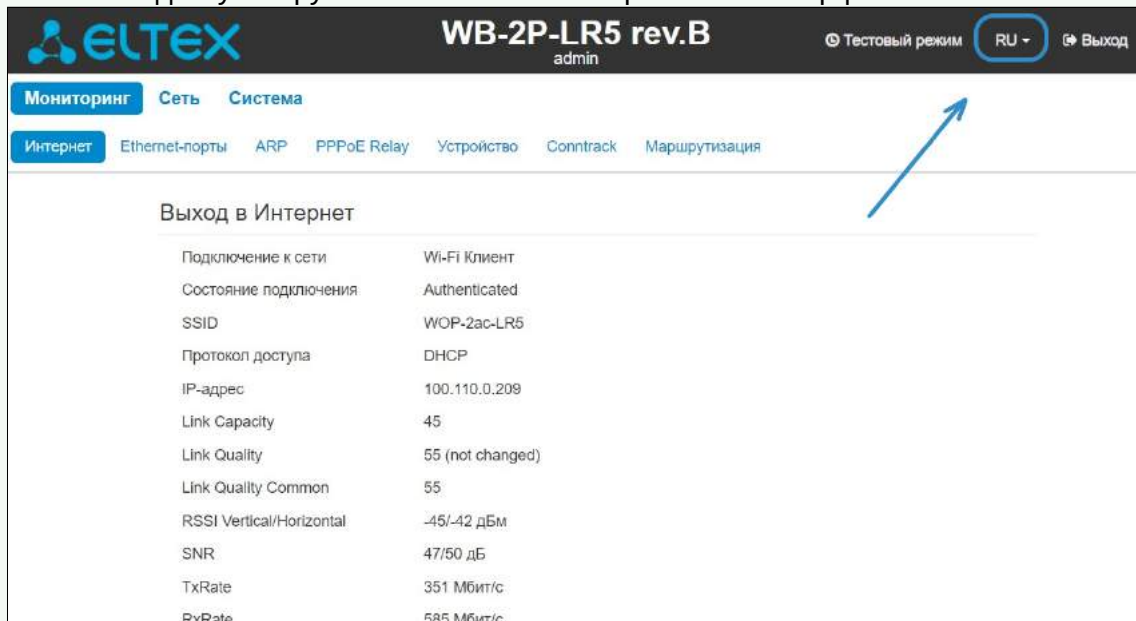 ELTEX
WB-2P-LR5 rev.B
admin
Тестовый режим RU Выход
Мониторинг Сеть Система
Интернет Ethernet-порты ARP PPPoE Relay Устройство Conntrack Маршрутизация
Выход в Интернет
Подключение к сети Wi-Fi Клиент
Состояние подключения Authenticated
SSID WOP-2ac-LR5
Протокол доступа DHCP
IP-адрес 100.110.0.209
Link Capacity 45
Link Quality 55 (not changed)
Link Quality Common 55
RSSI Vertical/Horizontal -45/-42 дБм
SNR 47/50 дБ
TxRate 351 Мбит/с
RxRate 585 Мбит/с